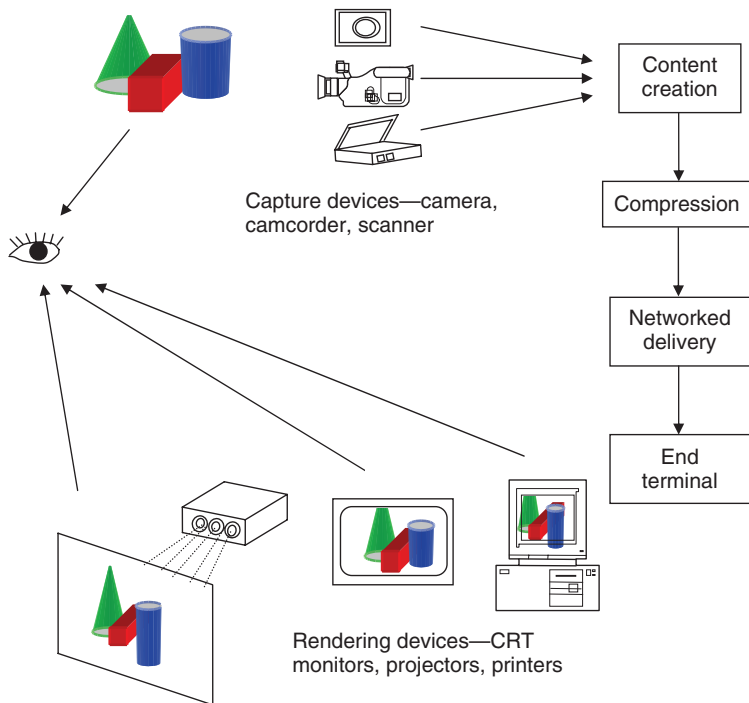 Content
creation
Capture devices—camera,
camcorder, scanner
Compression
Networked
delivery
End
terminal
Rendering devices—CRT
monitors, projectors, printers